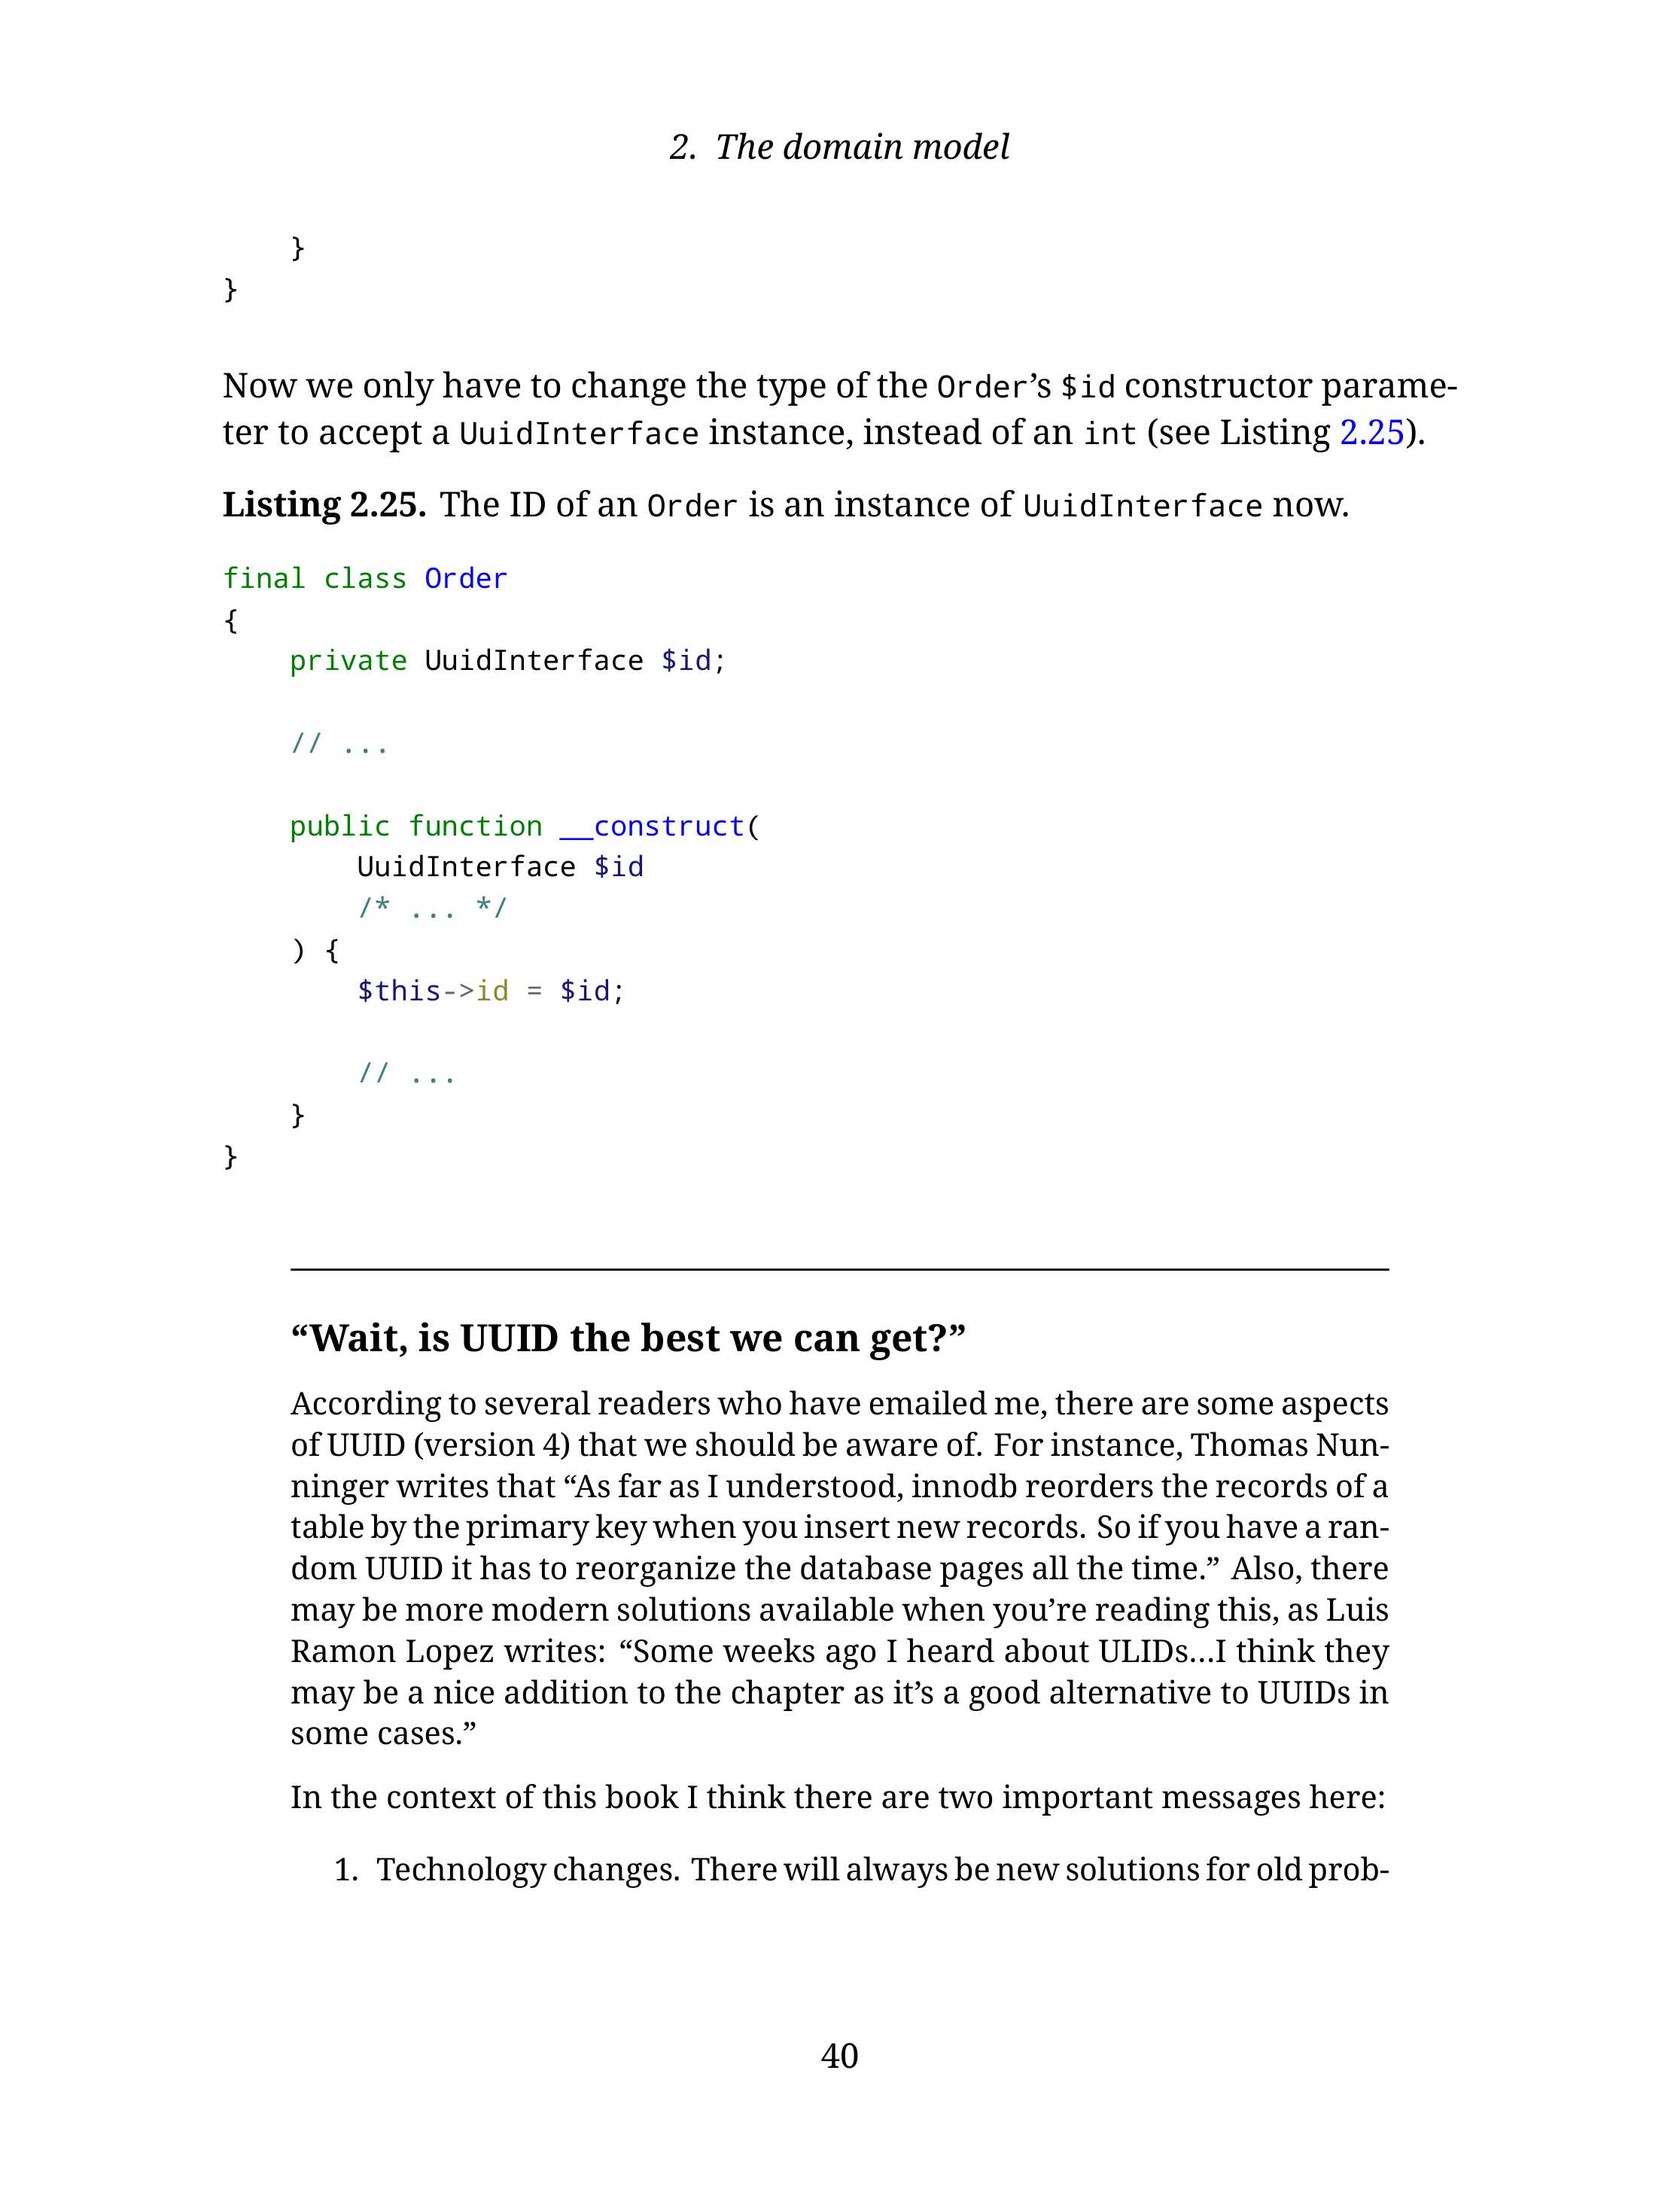 2. The domain model
}
}
Now we only have to change the type of the Order’s $id constructor parame-
ter to accept a UuidInterface instance, instead of an int (see Listing 2.25).
Listing 2.25. The ID of an Order is an instance of UuidInterface now.
final class Order
{
private UuidInterface $id;
// ...
public function __construct(
UuidInterface $id
/* ... */
) {
$this->id = $id;
// ...
}
}
“Wait, is UUID the best we can get?”
According to several readers who have emailed me, there are some aspects
of UUID (version 4) that we should be aware of. For instance, Thomas Nun-
ninger writes that “As far as I understood, innodb reorders the records of a
table by the primary key when you insert new records. So if you have a ran-
dom UUID it has to reorganize the database pages all the time.” Also, there
may be more modern solutions available when you’re reading this, as Luis
Ramon Lopez writes: “Some weeks ago I heard about ULIDs…I think they
may be a nice addition to the chapter as it’s a good alternative to UUIDs in
some cases.”
In the context of this book I think there are two important messages here:
1. Technology changes. There will always be new solutions for old prob-
40